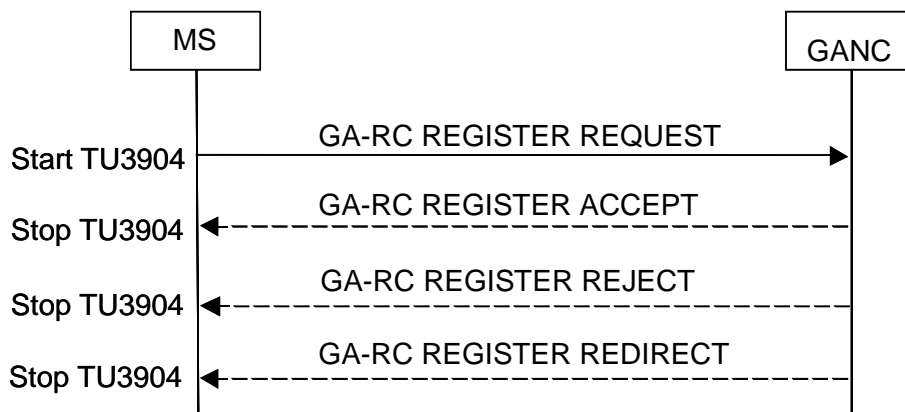 MS
GANC
GA-RC REGISTER REQUEST
Start TU3904
GA-RC REGISTER ACCEPT
Stop TU3904
GA-RC REGISTER REJECT
Stop TU3904
GA-RC REGISTER REDIRECT
Stop TU3904